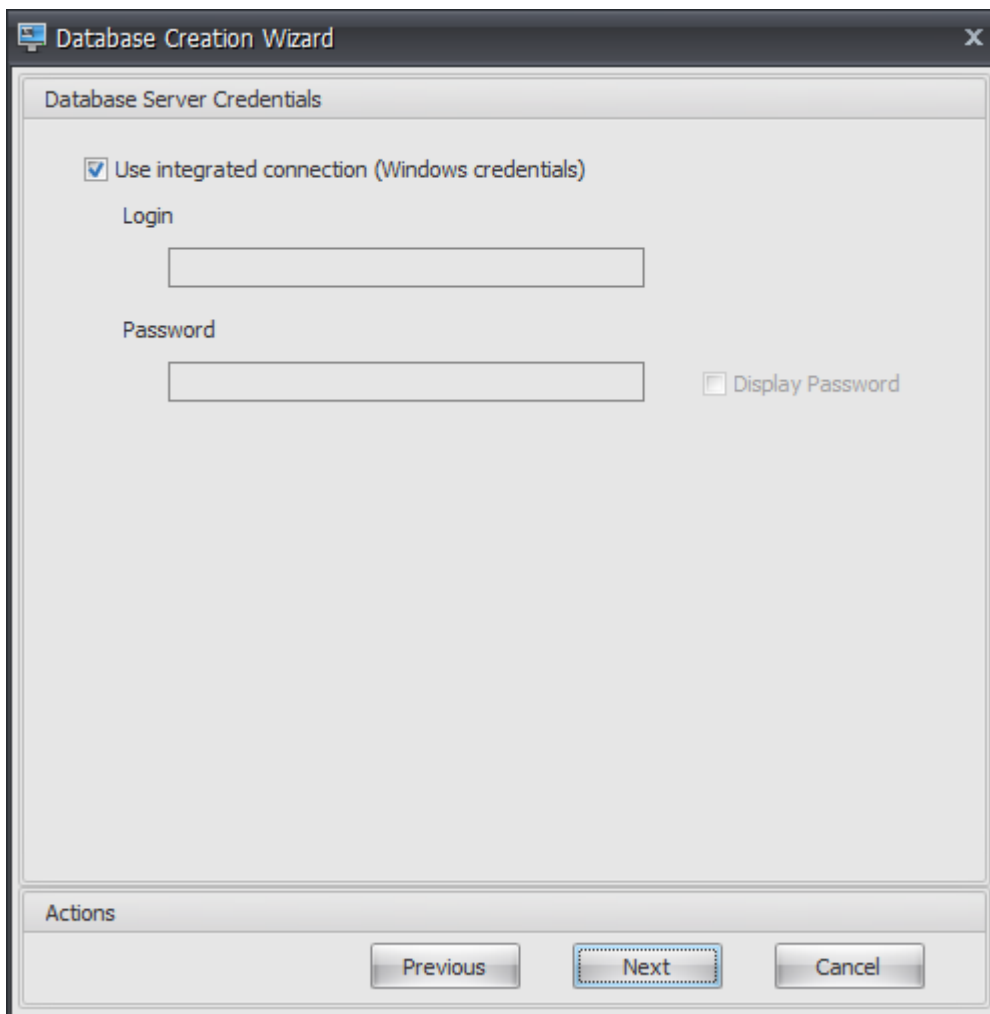 Database Creation Wizard
Database Server Credentials
Use integrated connection (Windows credentials)
Login
Password
Display Password
Actions
Previous Next Cancel